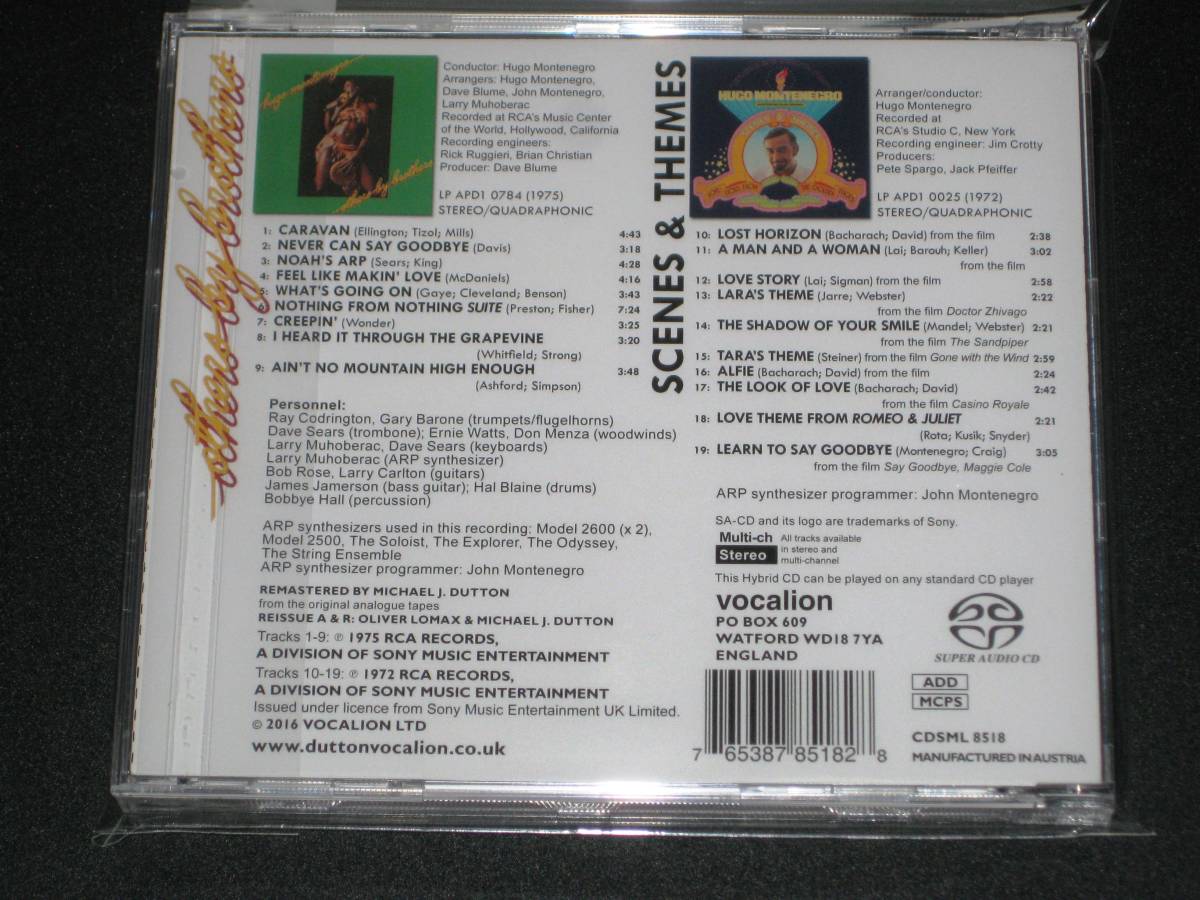 others by brothers
hugo montenegro
others by brothers
Conductor: Hugo Montenegro
Arrangers: Hugo Montenegro,
Dave Blume, John Montenegro,
Larry Muhoberac
Recorded at RCA's Music Center
of the World, Hollywood, California
Recording engineers:
Rick Ruggieri, Brian Christian
Producer: Dave Blume
LP APD1 0784 (1975)
STEREO/QUADRAPHONIC
1: CARAVAN (Ellington; Tizol; Mills) 4:43
2: NEVER CAN SAY GOODBYE (Davis) 3:18
3: NOAH'S ARP (Sears; King) 4:28
4: FEEL LIKE MAKIN' LOVE (McDaniels) 4:16
5: WHAT'S GOING ON (Gaye; Cleveland; Benson) 3:43
6: NOTHING FROM NOTHING SUITE (Preston; Fisher) 7:24
7: CREEPIN' (Wonder) 3:25
8: I HEARD IT THROUGH THE GRAPEVINE 3:20
(Whitfield; Strong)
9: AIN'T NO MOUNTAIN HIGH ENOUGH 3:48
(Ashford; Simpson)
Personnel:
Ray Codrington, Gary Barone (trumpets/flugelhorns)
Dave Sears (trombone); Ernie Watts, Don Menza (woodwinds)
Larry Muhoberac, Dave Sears (keyboards)
Larry Muhoberac (ARP synthesizer)
Bob Rose, Larry Carlton (guitars)
James Jamerson (bass guitar); Hal Blaine (drums)
Bobbye Hall (percussion)
ARP synthesizers used in this recording: Model 2600 (x 2),
Model 2500, The Soloist, The Explorer, The Odyssey,
The String Ensemble
ARP synthesizer programmer: John Montenegro
REMASTERED BY MICHAEL J. DUTTON
from the original analogue tapes
REISSUE A & R: OLIVER LOMAX & MICHAEL J. DUTTON
Tracks 1-9: ℗ 1975 RCA RECORDS,
A DIVISION OF SONY MUSIC ENTERTAINMENT
Tracks 10-19: ℗ 1972 RCA RECORDS,
A DIVISION OF SONY MUSIC ENTERTAINMENT
Issued under licence from Sony Music Entertainment UK Limited.
© 2016 VOCALION LTD
www.duttonvocalion.co.uk
SCENES & THEMES
HUGO MONTENEGRO
Arranger/conductor:
Hugo Montenegro
Recorded at
RCA's Studio C, New York
Recording engineer: Jim Crotty
Producers:
Pete Spargo, Jack Pfeiffer
LP APD1 0025 (1972)
STEREO/QUADRAPHONIC
10: LOST HORIZON (Bacharach; David) from the film 2:38
11: A MAN AND A WOMAN (Lai; Barouh; Keller) 3:02
from the film
12: LOVE STORY (Lai; Sigman) from the film 2:58
13: LARA'S THEME (Jarre; Webster) 2:22
from the film Doctor Zhivago
14: THE SHADOW OF YOUR SMILE (Mandel; Webster) 2:21
from the film The Sandpiper
15: TARA'S THEME (Steiner) from the film Gone with the Wind 2:59
16: ALFIE (Bacharach; David) from the film 2:24
17: THE LOOK OF LOVE (Bacharach; David) 2:42
from the film Casino Royale
18: LOVE THEME FROM ROMEO & JULIET 2:21
(Rota; Kusik; Snyder)
19: LEARN TO SAY GOODBYE (Montenegro; Craig) 3:05
from the film Say Goodbye, Maggie Cole
ARP synthesizer programmer: John Montenegro
SA-CD and its logo are trademarks of Sony.
Multi-ch
Stereo
All tracks available
in stereo and
multi-channel
This Hybrid CD can be played on any standard CD player
vocalion
PO BOX 609
WATFORD WD18 7YA
ENGLAND
SUPER AUDIO CD
ADD
MCPS
7 65387 85182 8
CDSML 8518
MANUFACTURED IN AUSTRIA